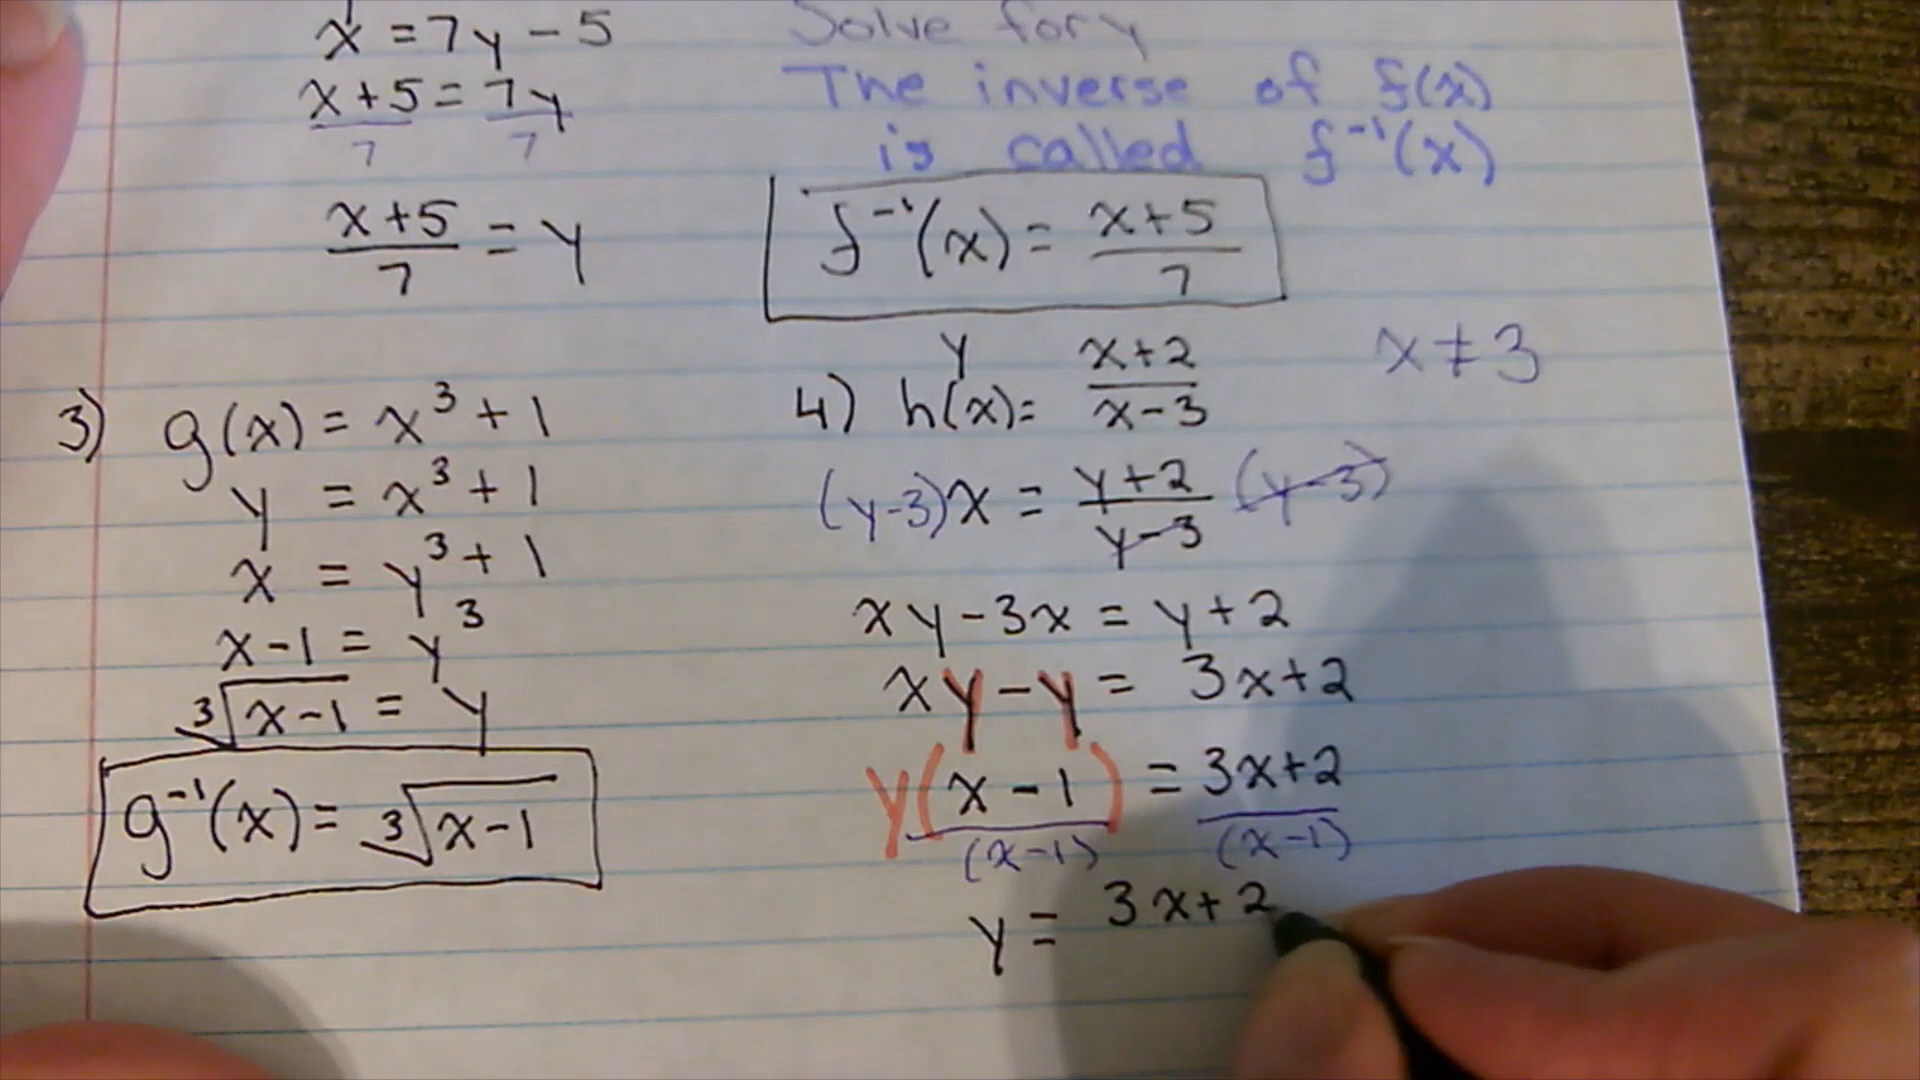 x = 7y - 5
x + 5 = 7y
7 7
x + 5 / 7 = y
Solve for y
The inverse of f(x)
is called f⁻¹(x)
f⁻¹(x) = x + 5 / 7
3) g(x) = x³ + 1
y = x³ + 1
x = y³ + 1
x - 1 = y³
∛x - 1 = y
g⁻¹(x) = ∛x - 1
y
4) h(x) = x + 2 / x - 3 x ≠ 3
(y - 3)x = y + 2 / y - 3 (y - 3)
xy - 3x = y + 2
xy - y = 3x + 2
y(x - 1) = 3x + 2
(x - 1) (x - 1)
y = 3x + 2